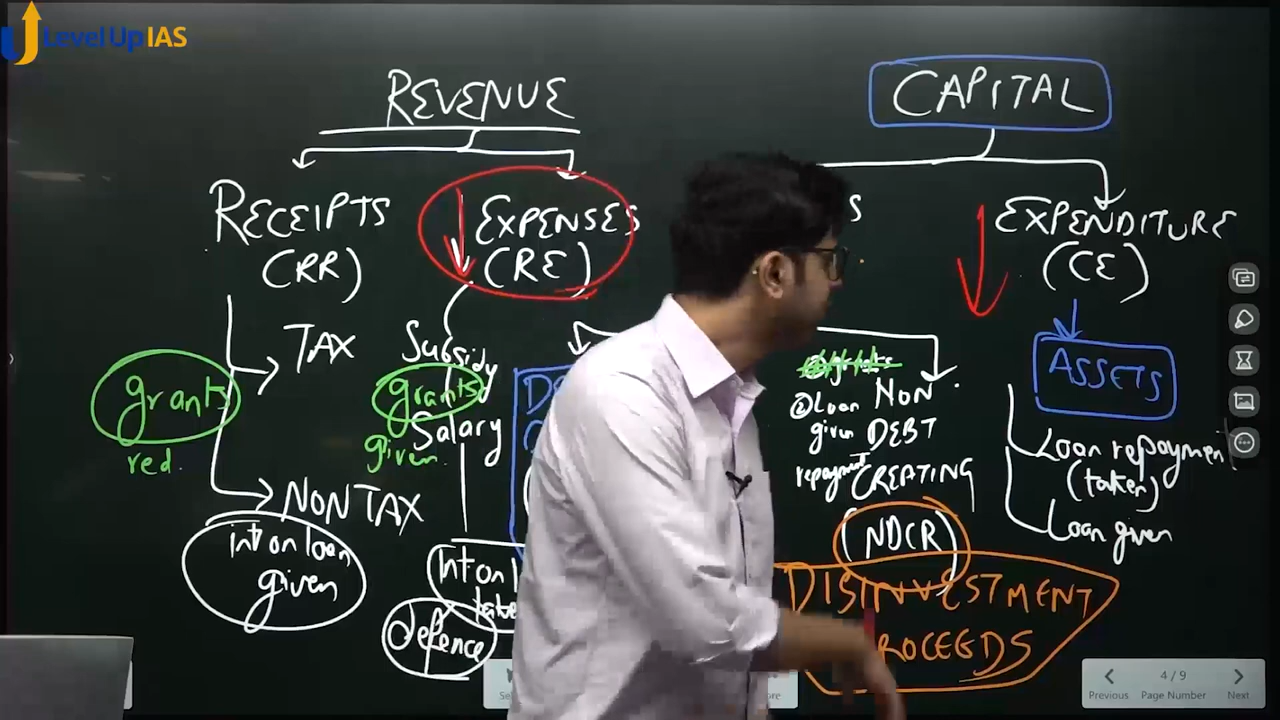 Level Up IAS
REVENUE
CAPITAL
RECEIPTS
(RR)
EXPENSES
(RE)
S
EXPENDITURE
(CE)
TAX
grants
red.
NON TAX
int on loan
given
Subsidy
grants
Salary
given
Int on
Defence
D
② Loan
given
repayment
NON
DEBT
CREATING
(NDCR)
DISINVESTMENT
ROCEEDS
ASSETS
Loan repayment
(taken)
Loan given
4 / 9
Previous
Page Number
Next